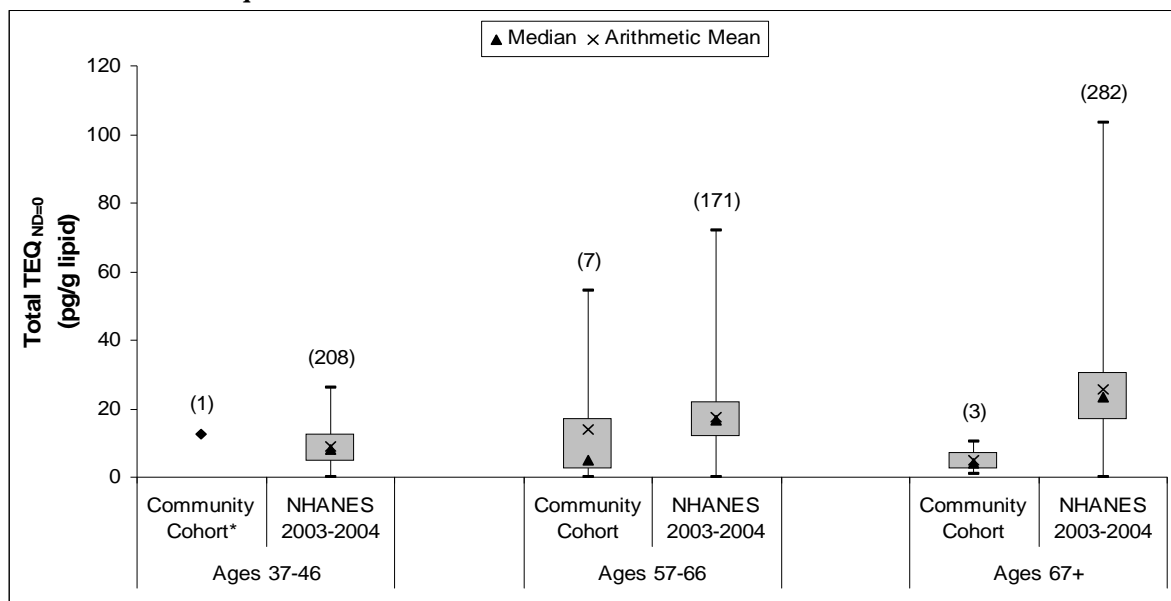 Median Arithmetic Mean
120
100
80
60
40
20
0
Total TEQND=0
(pg/g lipid)
(1)
(208)
(7)
(171)
(3)
(282)
Community
Cohort*
NHANES
2003-2004
Community
Cohort
NHANES
2003-2004
Community
Cohort
NHANES
2003-2004
Ages 37-46
Ages 57-66
Ages 67+